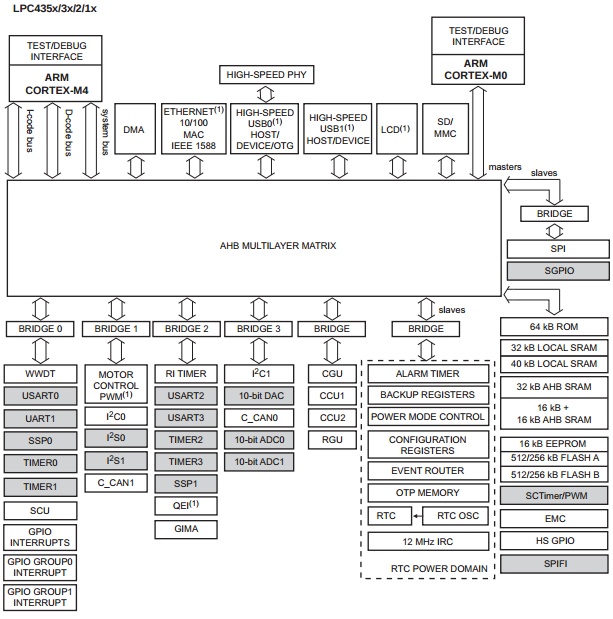 LPC435x/3x/2/1x
TEST/DEBUG
INTERFACE
ARM
CORTEX-M4
TEST/DEBUG
INTERFACE
ARM
CORTEX-M0
HIGH-SPEED PHY
I-code bus
D-code bus
system bus
DMA
ETHERNET(1)
10/100
MAC
IEEE 1588
HIGH-SPEED
USB0(1)
HOST/
DEVICE/OTG
HIGH-SPEED
USB1(1)
HOST/DEVICE
LCD(1)
SD/
MMC
masters
slaves
BRIDGE
SPI
SGPIO
AHB MULTILAYER MATRIX
slaves
BRIDGE 0
BRIDGE 1
BRIDGE 2
BRIDGE 3
BRIDGE
BRIDGE
WWDT
USART0
UART1
SSP0
TIMER0
TIMER1
SCU
GPIO
INTERRUPTS
GPIO GROUP0
INTERRUPT
GPIO GROUP1
INTERRUPT
MOTOR
CONTROL
PWM(1)
I2C0
I2S0
I2S1
C_CAN1
RI TIMER
USART2
USART3
TIMER2
TIMER3
SSP1
QEI(1)
GIMA
I2C1
10-bit DAC
C_CAN0
10-bit ADC0
10-bit ADC1
CGU
CCU1
CCU2
RGU
ALARM TIMER
BACKUP REGISTERS
POWER MODE CONTROL
CONFIGURATION
REGISTERS
EVENT ROUTER
OTP MEMORY
RTC
RTC OSC
12 MHz IRC
RTC POWER DOMAIN
64 kB ROM
32 kB LOCAL SRAM
40 kB LOCAL SRAM
32 kB AHB SRAM
16 kB +
16 kB AHB SRAM
16 kB EEPROM
512/256 kB FLASH A
512/256 kB FLASH B
SCTimer/PWM
EMC
HS GPIO
SPIFI